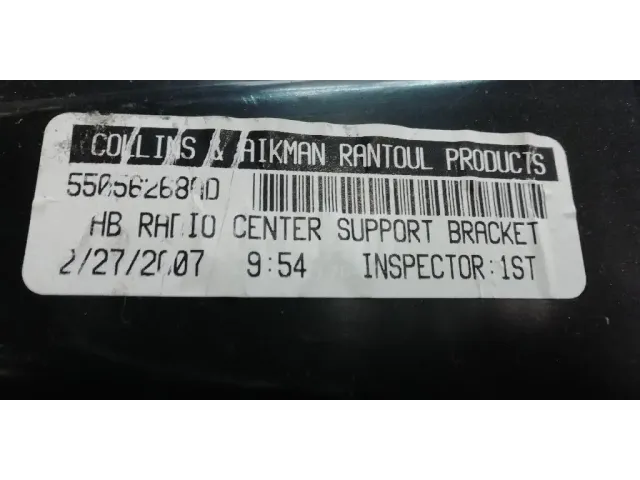 COLLINS & AIKMAN RANTOUL PRODUCTS
55056268AD
HB RADIO CENTER SUPPORT BRACKET
2/27/2007 9:54 INSPECTOR:1ST